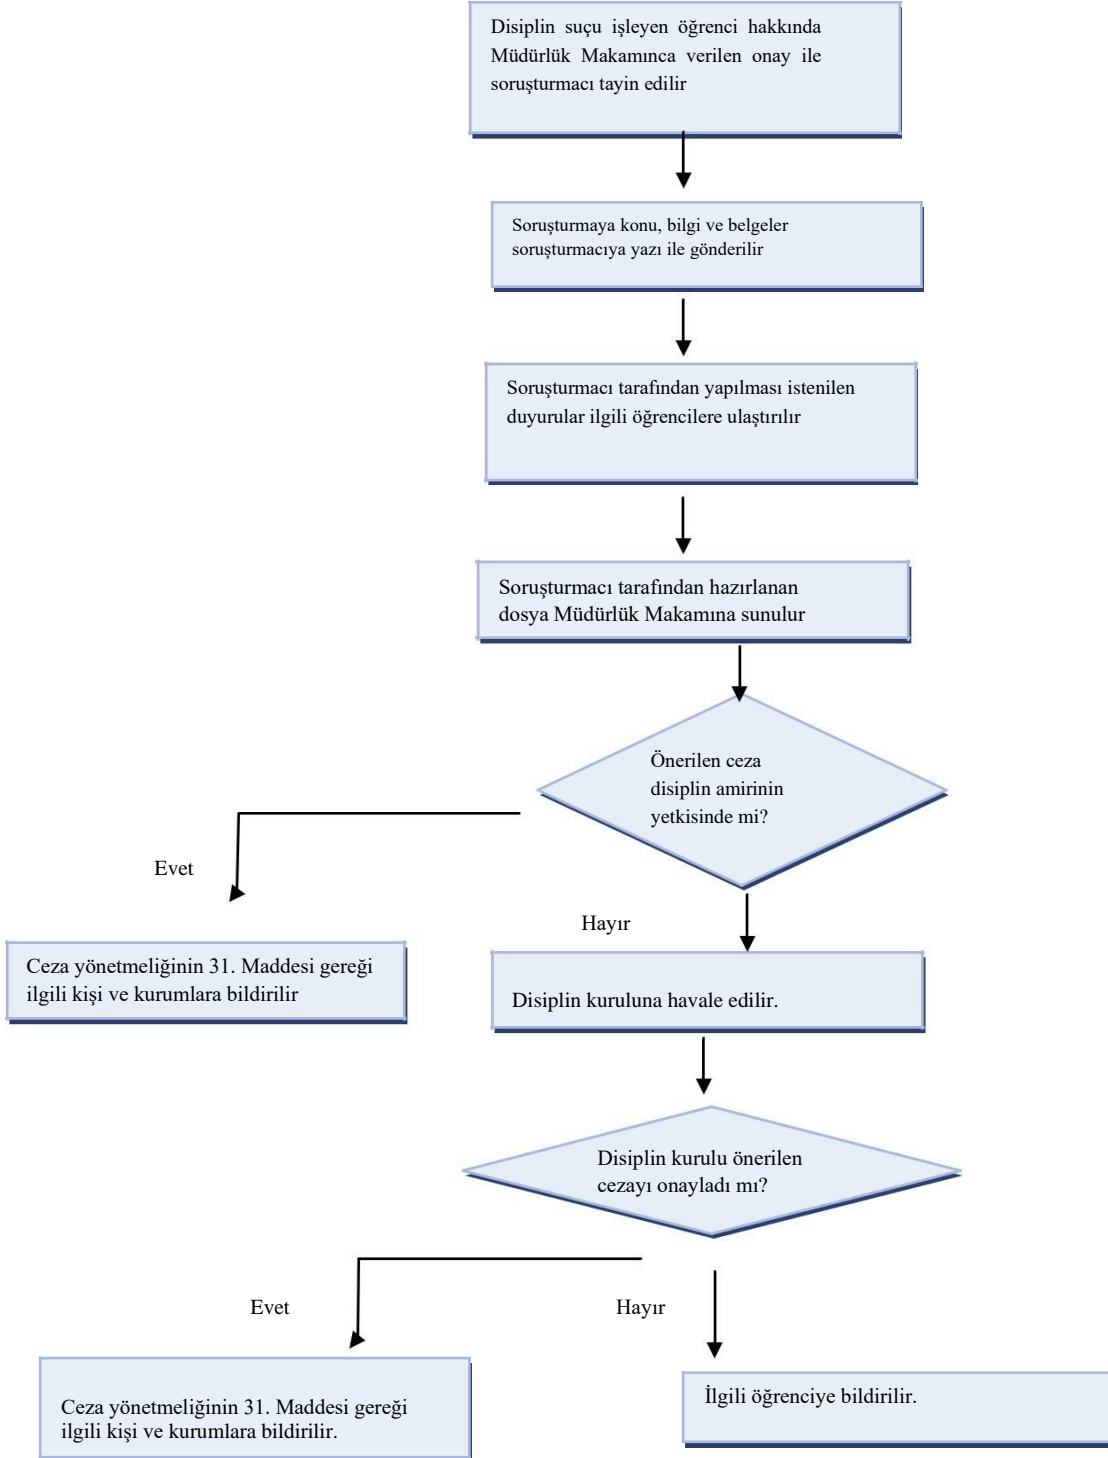 Disiplin suçu işleyen öğrenci hakkında
Müdürlük Makamınca verilen onay ile
soruşturmacı tayin edilir
Soruşturmaya konu, bilgi ve belgeler
soruşturmacıya yazı ile gönderilir
Soruşturmacı tarafından yapılması istenilen
duyurular ilgili öğrencilere ulaştırılır
Soruşturmacı tarafından hazırlanan
dosya Müdürlük Makamına sunulur
Önerilen ceza
disiplin amirinin
yetkisinde mi?
Evet
Hayır
Ceza yönetmeliğinin 31. Maddesi gereği
ilgili kişi ve kurumlara bildirilir
Disiplin kuruluna havale edilir.
Disiplin kurulu önerilen
cezayı onayladı mı?
Evet
Hayır
Ceza yönetmeliğinin 31. Maddesi gereği
ilgili kişi ve kurumlara bildirilir.
İlgili öğrenciye bildirilir.